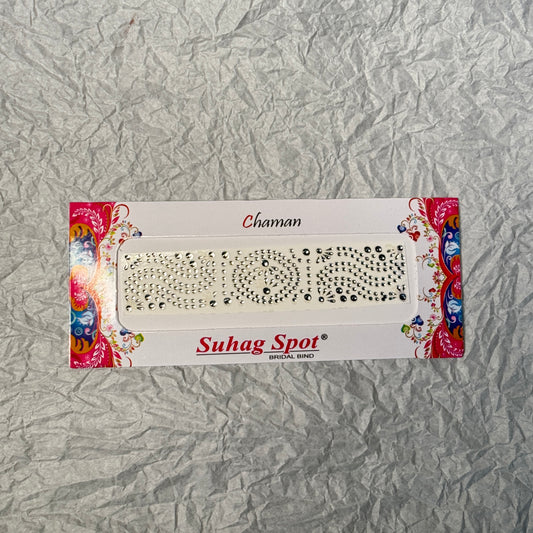 Chaman
Suhag Spot®
BRIDAL BIND